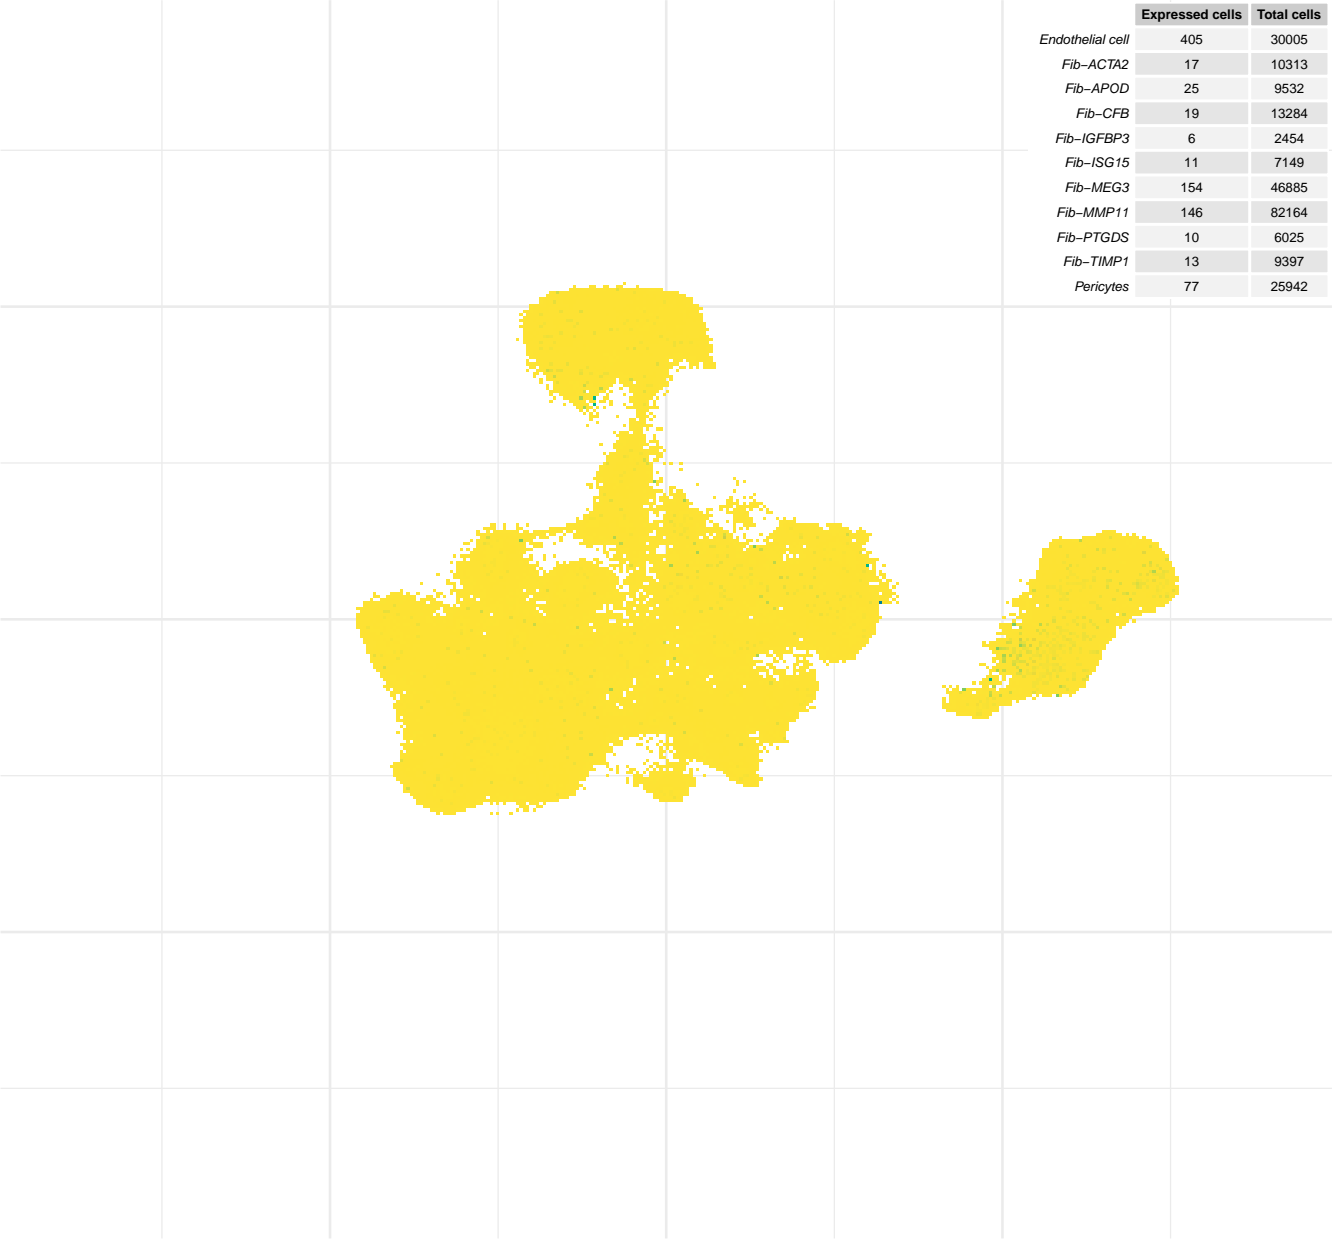 Expressed cells Total cells
Endothelial cell 405 30005
Fib−ACTA2 17 10313
Fib−APOD 25 9532
Fib−CFB 19 13284
Fib−IGFBP3 6 2454
Fib−ISG15 11 7149
Fib−MEG3 154 46885
Fib−MMP11 146 82164
Fib−PTGDS 10 6025
Fib−TIMP1 13 9397
Pericytes 77 25942